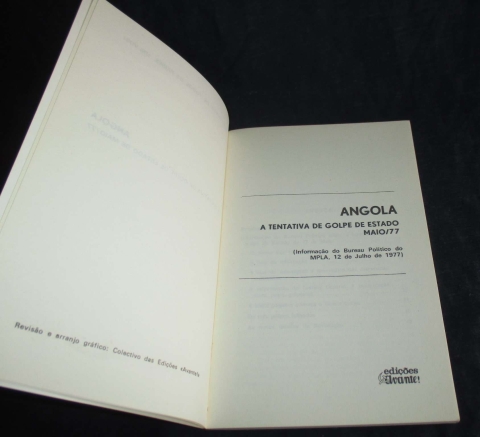 Revisão e arranjo gráfico: Colectivo das Edições «Avante!»
ANGOLA
A TENTATIVA DE GOLPE DE ESTADO
MAIO/77
(Informação do Bureau Político do
MPLA, 12 de Julho de 1977)
edições
Avante!